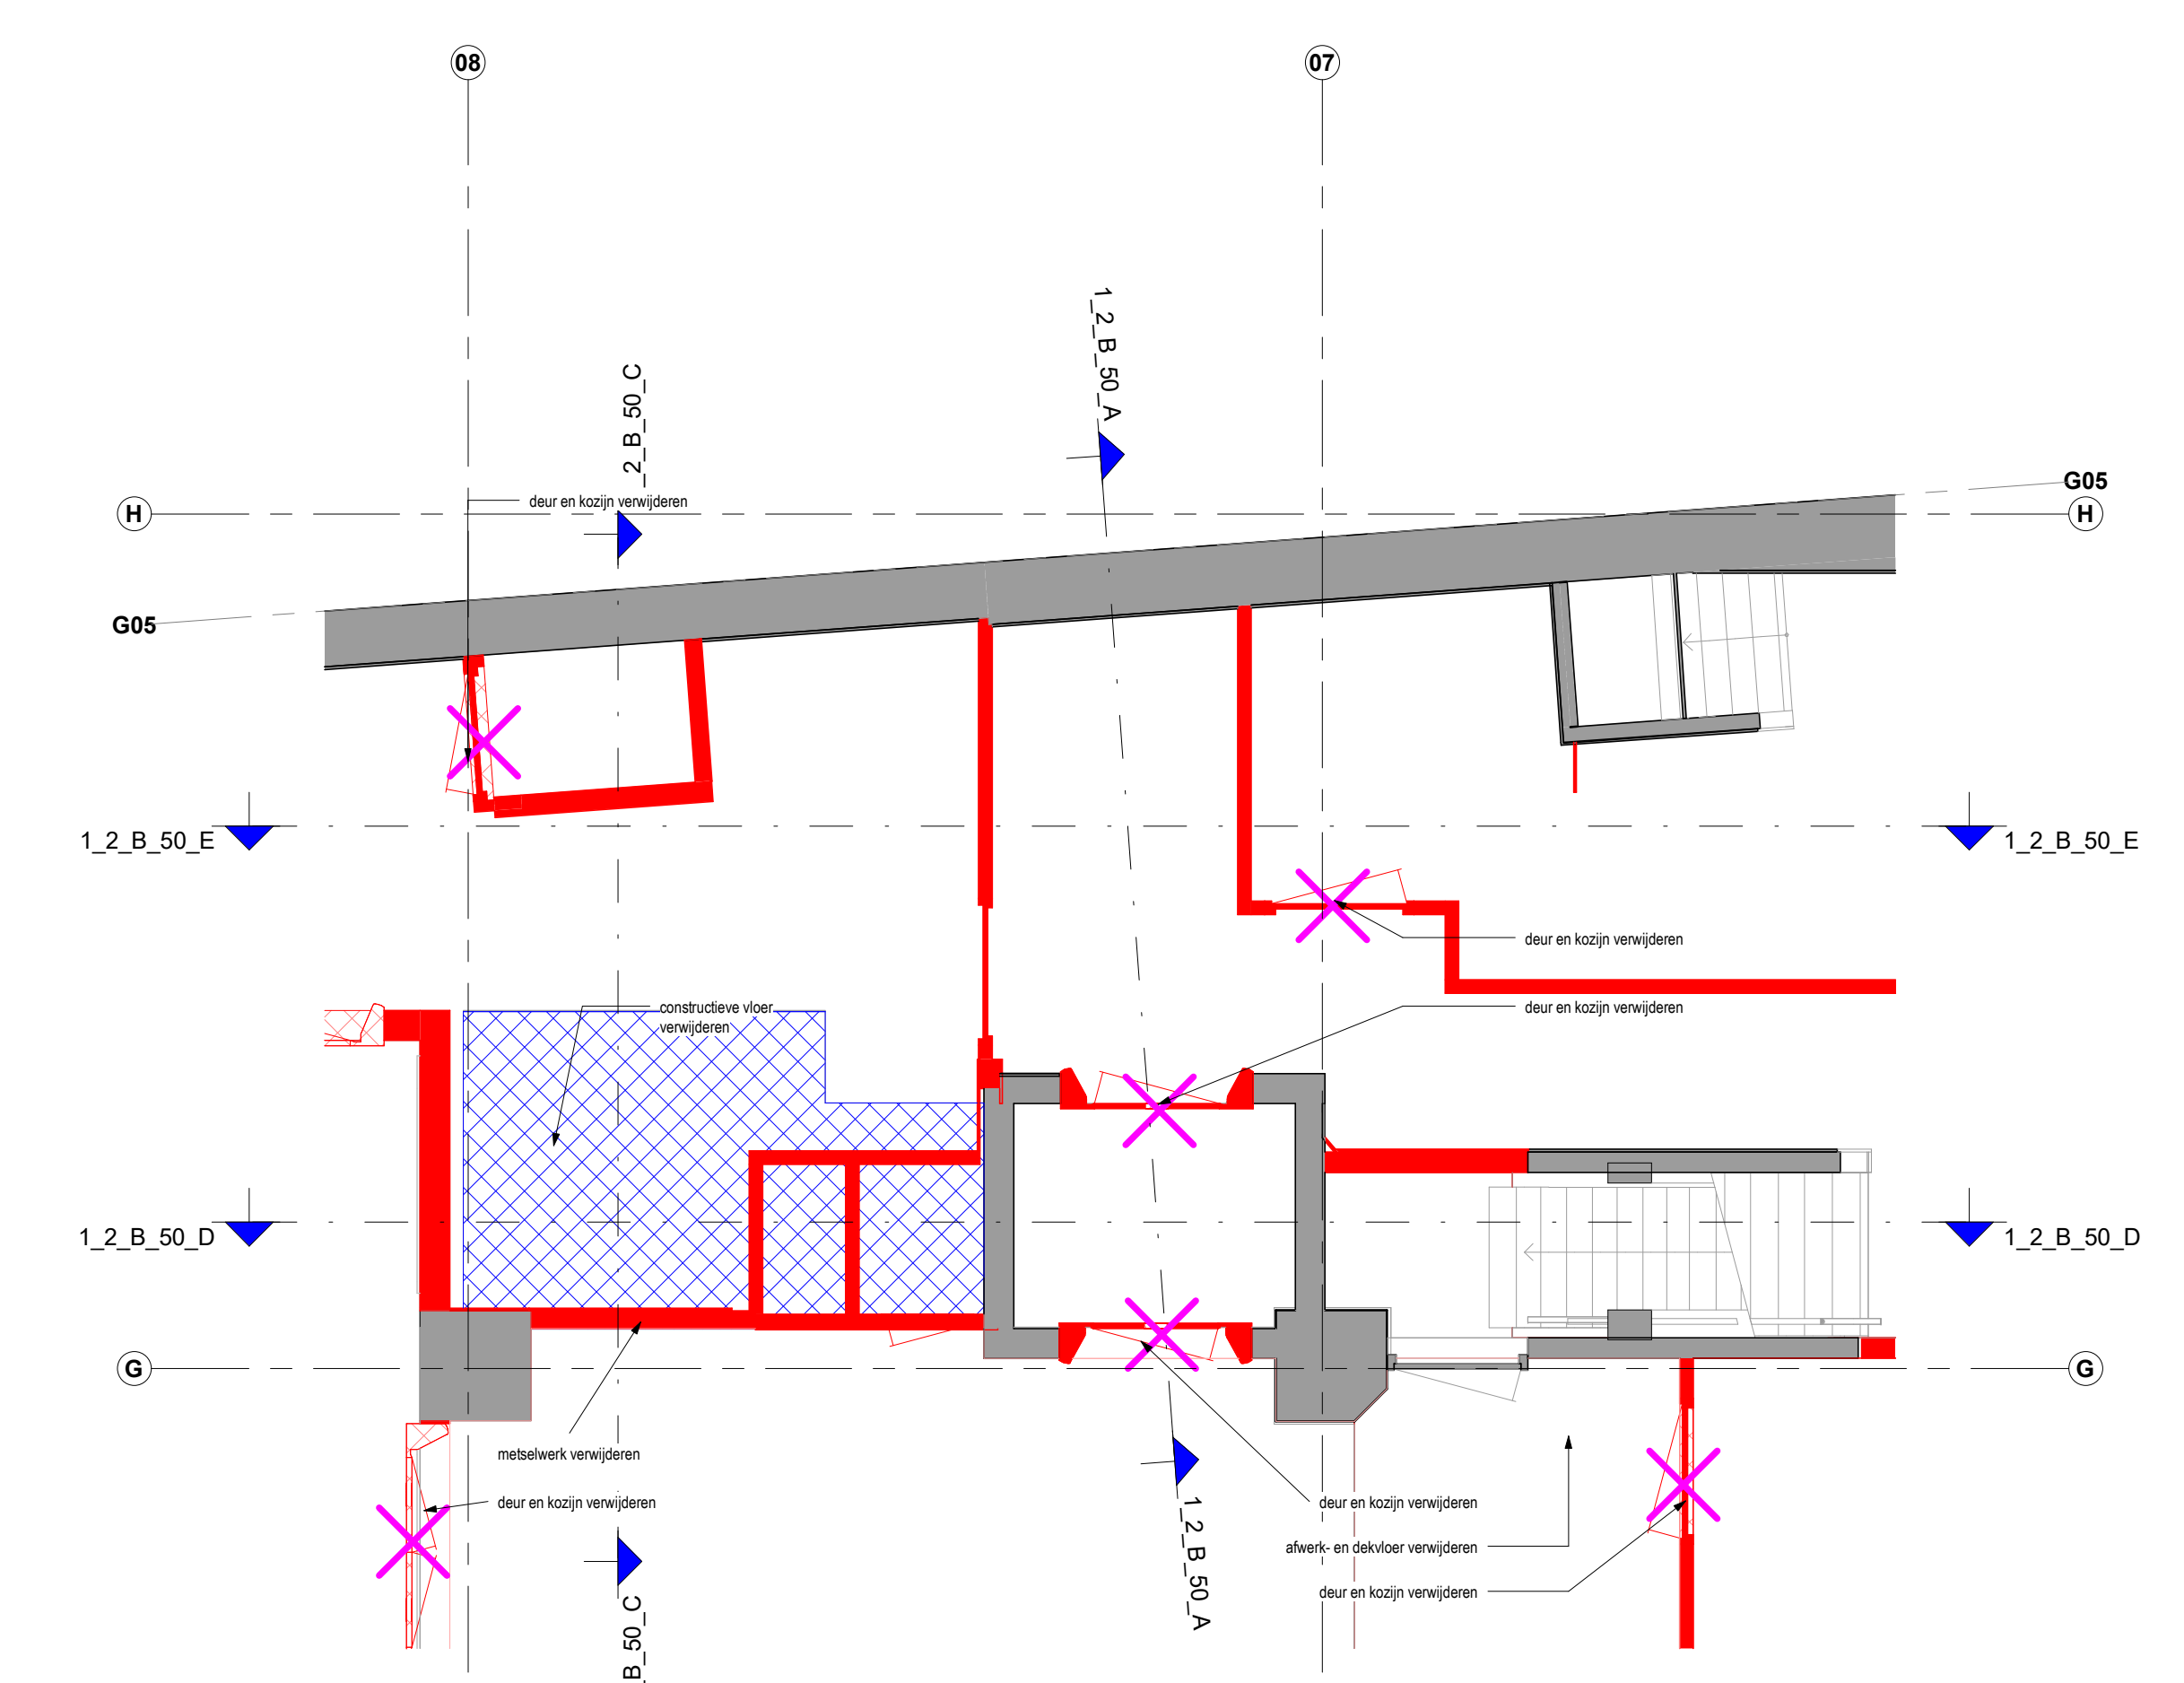 08
07
1_2_B_50_A
_2_B_50_C
G05
deur en kozijn verwijderen
H
H
G05
1_2_B_50_E
1_2_B_50_E
deur en kozijn verwijderen
constructieve vloer
verwijderen
deur en kozijn verwijderen
1_2_B_50_D
1_2_B_50_D
G
G
metselwerk verwijderen
deur en kozijn verwijderen
deur en kozijn verwijderen
1_2_B_50_A
afwerk- en dekvloer verwijderen
deur en kozijn verwijderen
_B_50_C